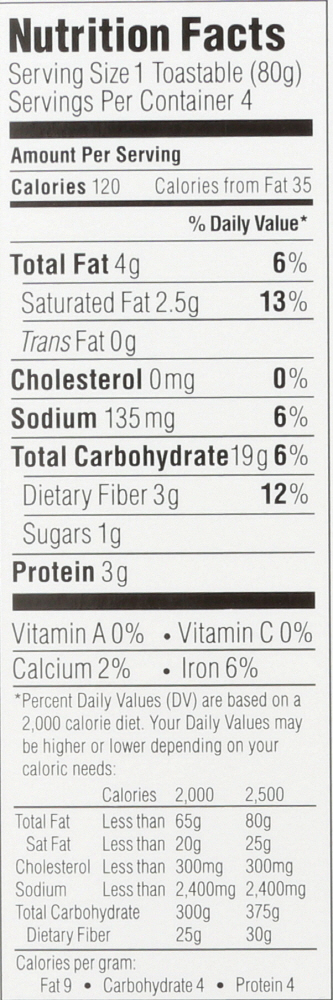 Nutrition Facts
Serving Size 1 Toastable (80g)
Servings Per Container 4
Amount Per Serving
Calories 120 Calories from Fat 35
% Daily Value*
Total Fat 4g 6%
Saturated Fat 2.5g 13%
Trans Fat 0g
Cholesterol 0mg 0%
Sodium 135mg 6%
Total Carbohydrate 19g 6%
Dietary Fiber 3g 12%
Sugars 1g
Protein 3g
Vitamin A 0% • Vitamin C 0%
Calcium 2% • Iron 6%
*Percent Daily Values (DV) are based on a
2,000 calorie diet. Your Daily Values may
be higher or lower depending on your
caloric needs:
Calories 2,000 2,500
Total Fat Less than 65g 80g
Sat Fat Less than 20g 25g
Cholesterol Less than 300mg 300mg
Sodium Less than 2,400mg 2,400mg
Total Carbohydrate 300g 375g
Dietary Fiber 25g 30g
Calories per gram:
Fat 9 • Carbohydrate 4 • Protein 4